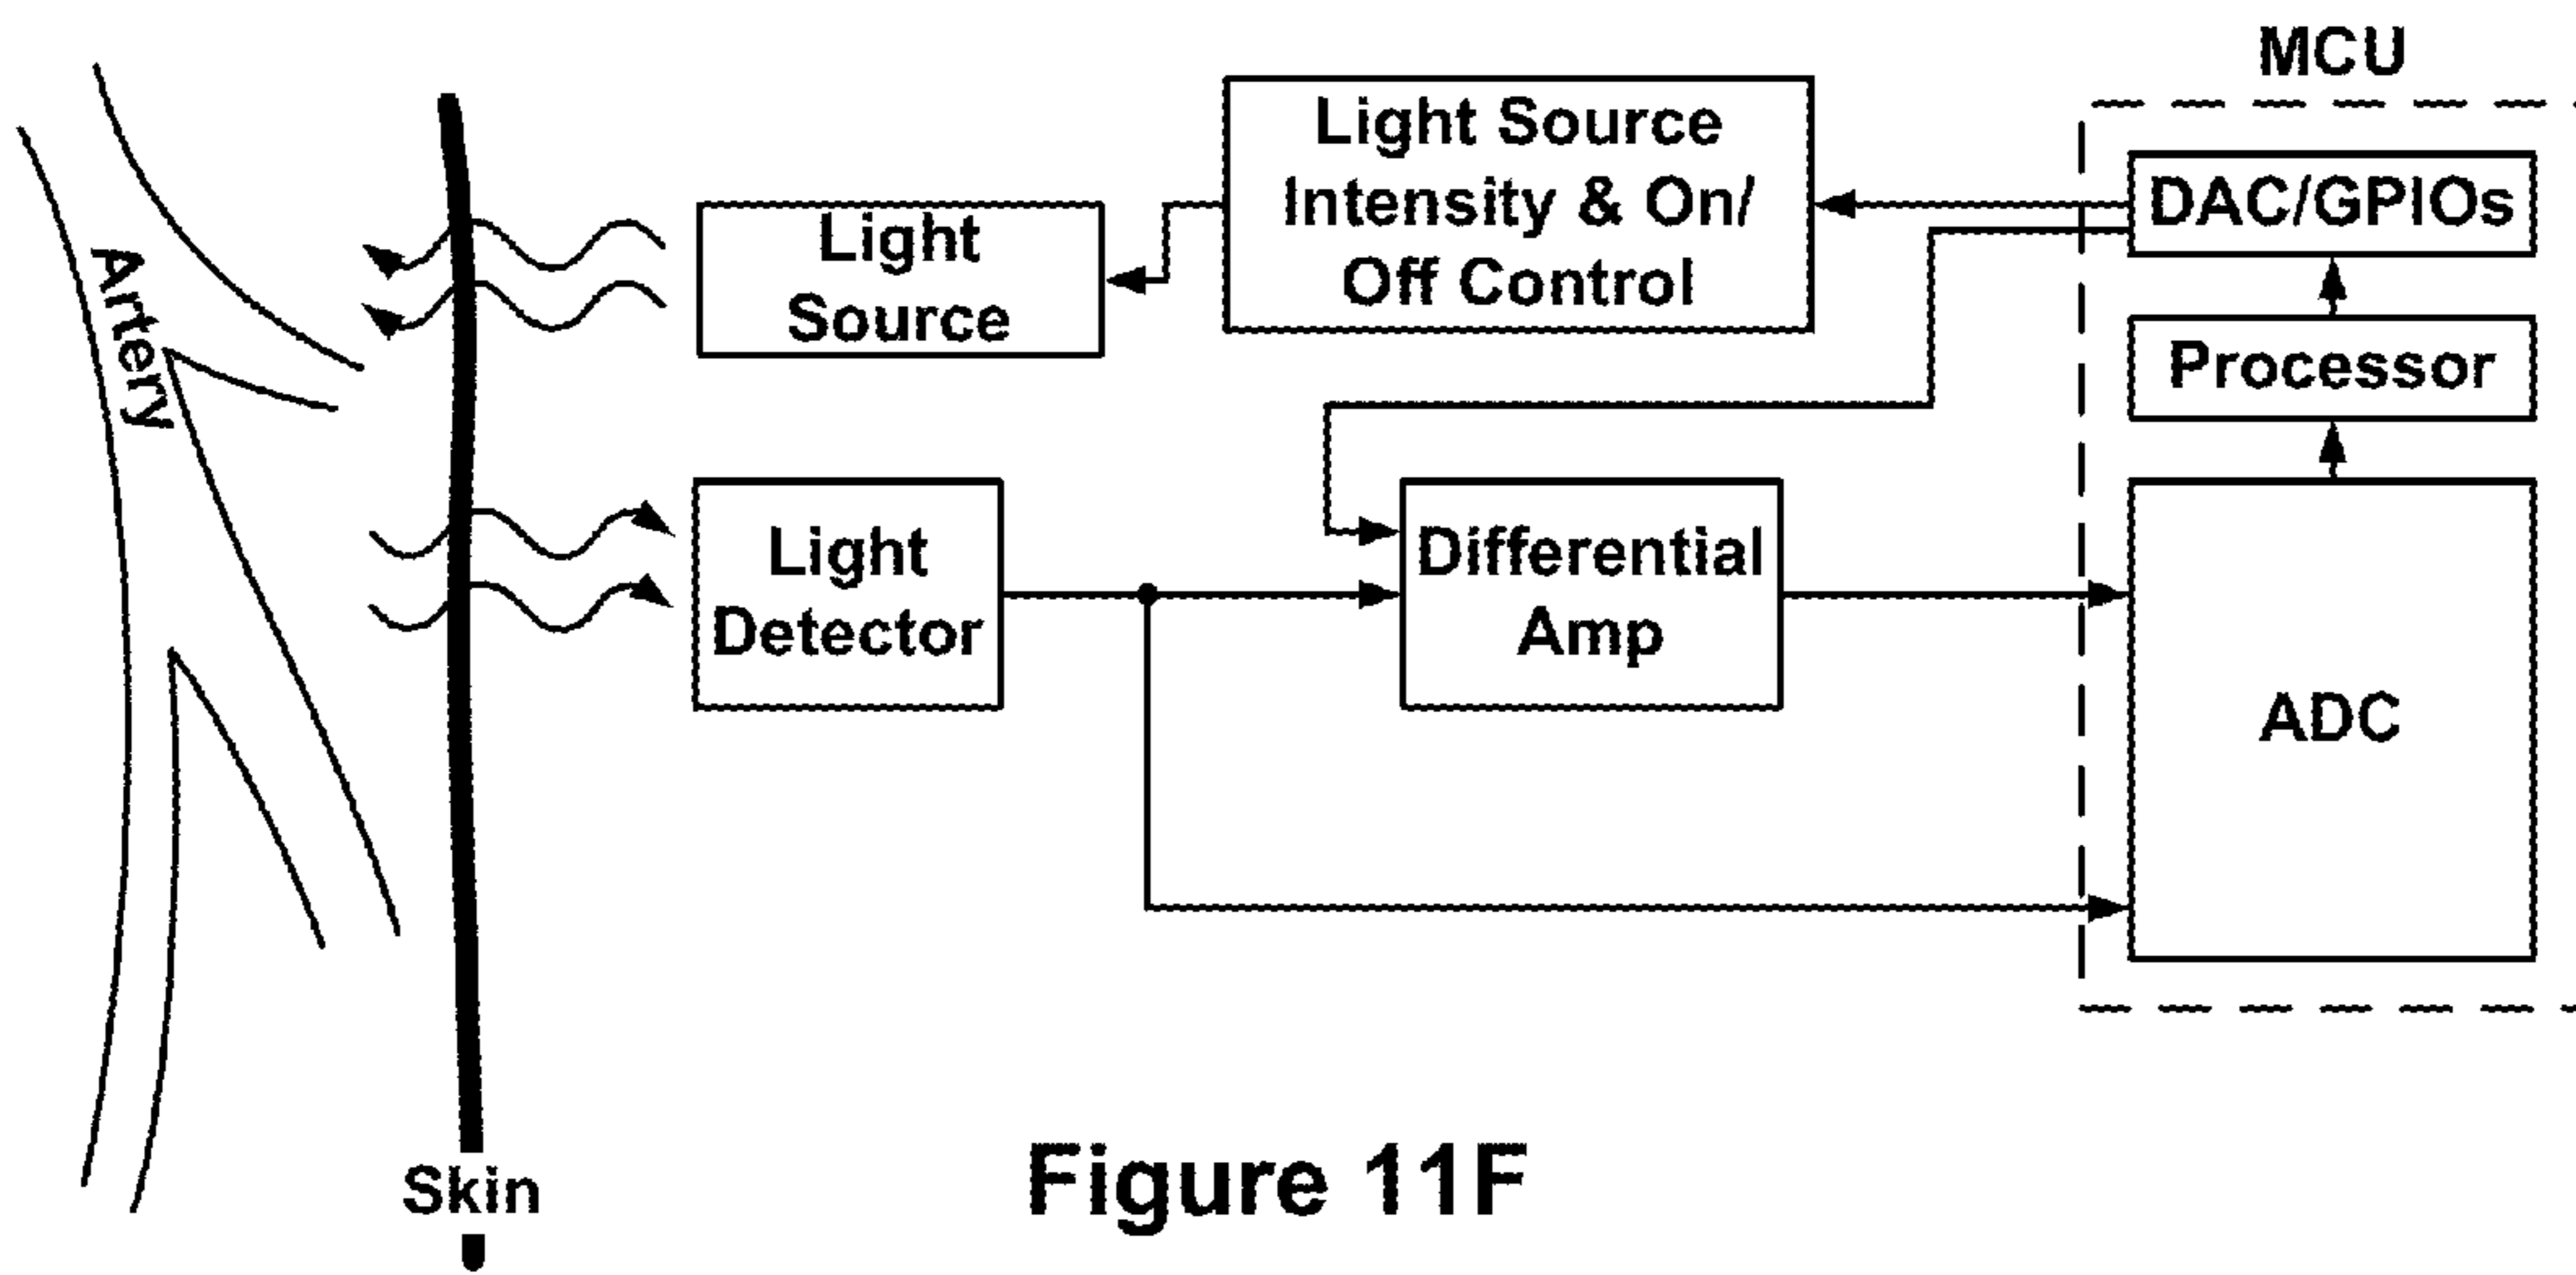 MCU
Light Source
Intensity & On/
Off Control
DAC/GPIOs
Light
Source
Artery
Processor
Light
Detector
Differential
Amp
ADC
Skin
Figure 11F